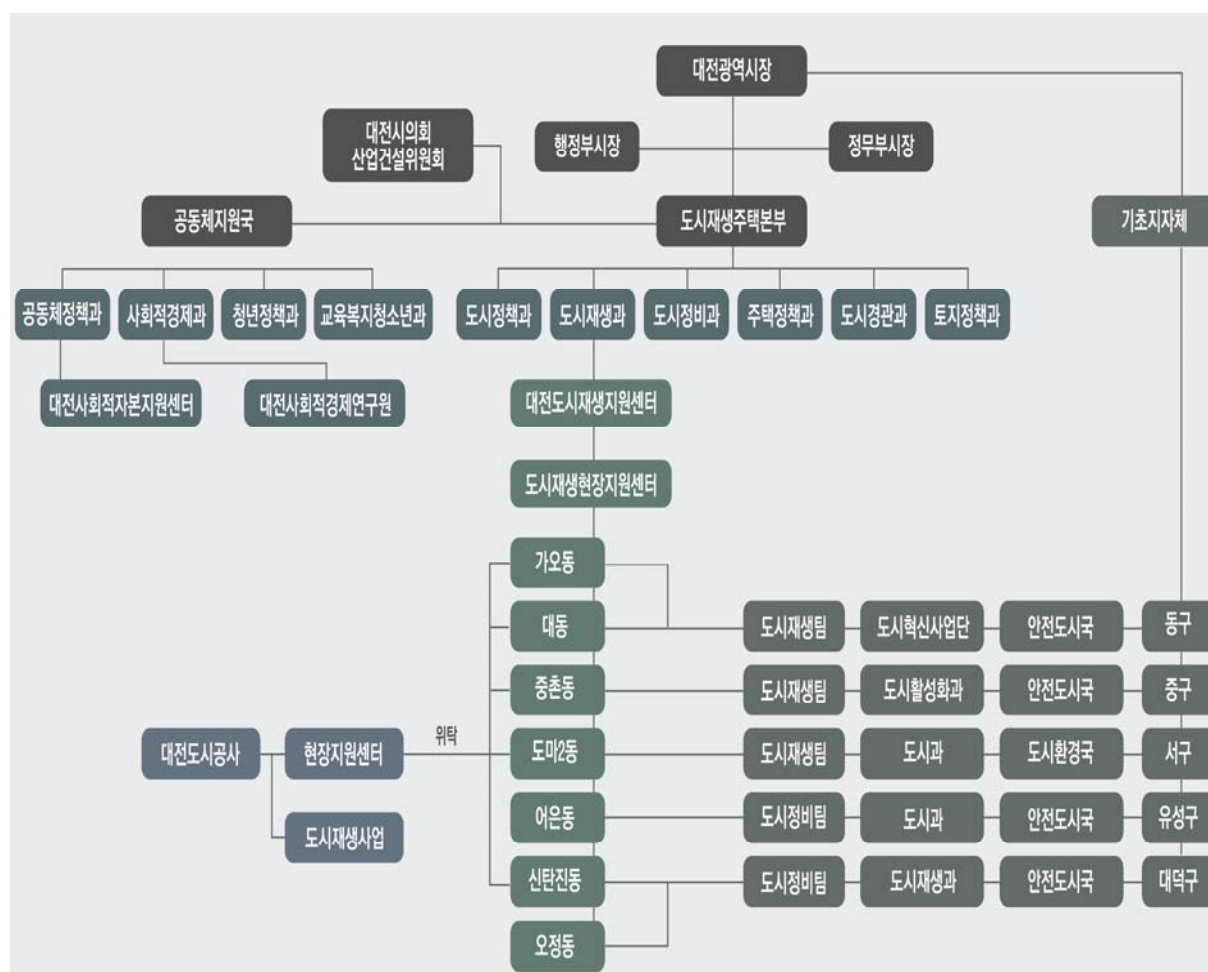 대전광역시장
대전시의회
산업건설위원회
행정부시장
정무부시장
공동체지원국
도시재생주택본부
기초지자체
공동체정책과
사회적경제과
청년정책과
교육복지청소년과
도시정책과
도시재생과
도시정비과
주택정책과
도시경관과
토지정책과
대전사회적자본지원센터
대전사회적경제연구원
대전도시재생지원센터
도시재생현장지원센터
가오동
대동
도시재생팀
도시혁신사업단
안전도시국
동구
중촌동
도시재생팀
도시활성화과
안전도시국
중구
대전도시공사
현장지원센터
위탁
도마2동
도시재생팀
도시과
도시환경국
서구
도시재생사업
어은동
도시정비팀
도시과
안전도시국
유성구
신탄진동
도시정비팀
도시재생과
안전도시국
대덕구
오정동